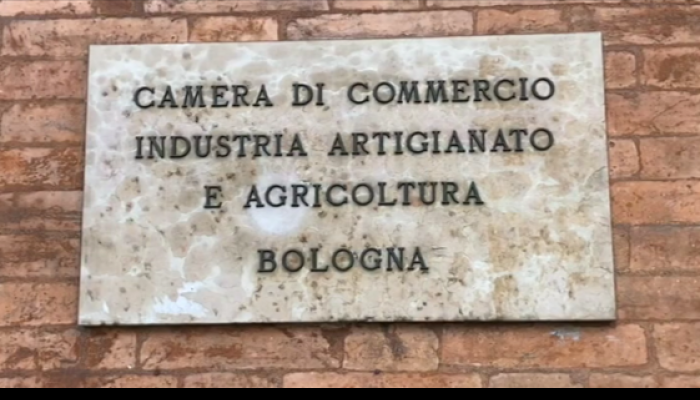 CAMERA DI COMMERCIO
INDUSTRIA ARTIGIANATO
E AGRICOLTURA
BOLOGNA